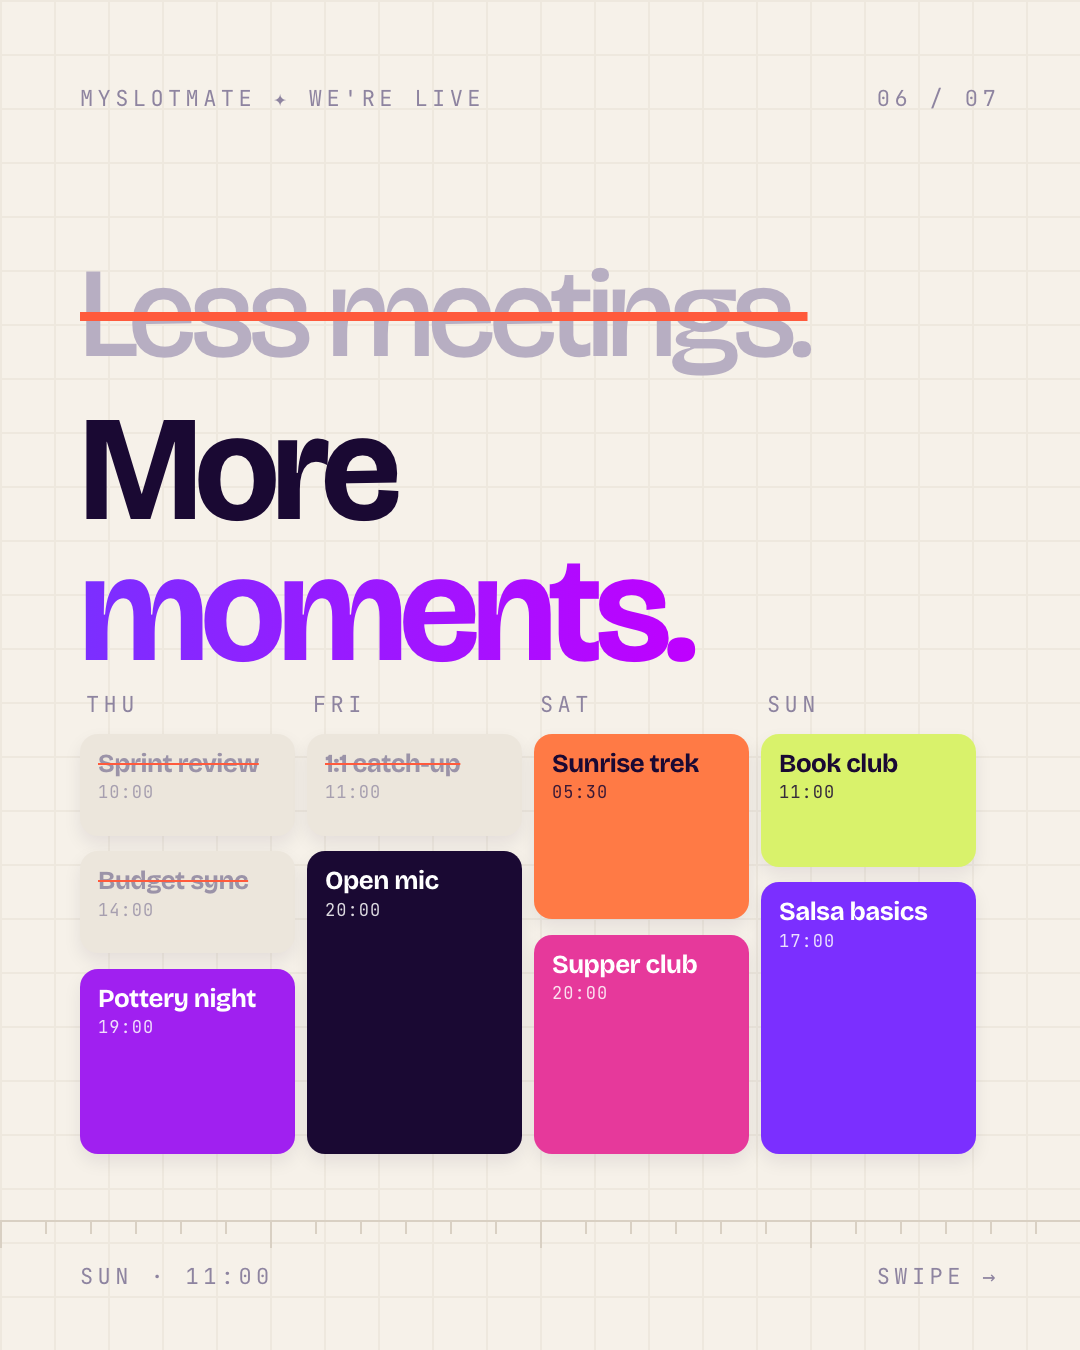 MYSLOTMATE ✦ WE'RE LIVE
06 / 07
Less meetings.
More
moments.
THU
FRI
SAT
SUN
Sprint review
10:00
Budget sync
14:00
Pottery night
19:00
1:1 catch-up
11:00
Open mic
20:00
Sunrise trek
05:30
Supper club
20:00
Book club
11:00
Salsa basics
17:00
SUN · 11:00
SWIPE →